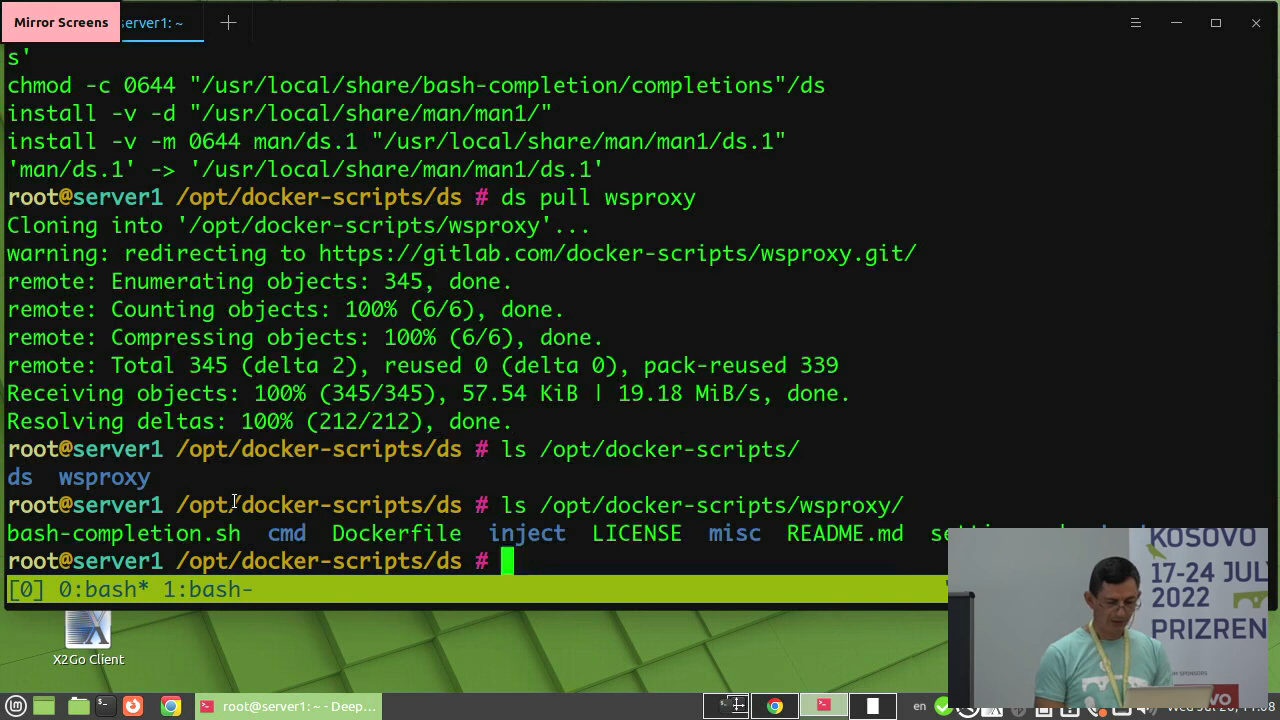 Mirror Screens
server1: ~
s'
chmod -c 0644 "/usr/local/share/bash-completion/completions"/ds
install -v -d "/usr/local/share/man/man1/"
install -v -m 0644 man/ds.1 "/usr/local/share/man/man1/ds.1"
'man/ds.1' -> '/usr/local/share/man/man1/ds.1'
root@server1 /opt/docker-scripts/ds # ds pull wsproxy
Cloning into '/opt/docker-scripts/wsproxy'...
warning: redirecting to https://gitlab.com/docker-scripts/wsproxy.git/
remote: Enumerating objects: 345, done.
remote: Counting objects: 100% (6/6), done.
remote: Compressing objects: 100% (6/6), done.
remote: Total 345 (delta 2), reused 0 (delta 0), pack-reused 339
Receiving objects: 100% (345/345), 57.54 KiB | 19.18 MiB/s, done.
Resolving deltas: 100% (212/212), done.
root@server1 /opt/docker-scripts/ds # ls /opt/docker-scripts/
ds wsproxy
root@server1 /opt/docker-scripts/ds # ls /opt/docker-scripts/wsproxy/
bash-completion.sh cmd Dockerfile inject LICENSE misc README.md
root@server1 /opt/docker-scripts/ds #
[0] 0:bash* 1:bash-
KOSOVO
17-24 JUL
2022
PRIZREN
X2Go Client
root@server1: ~ - Deep...
en